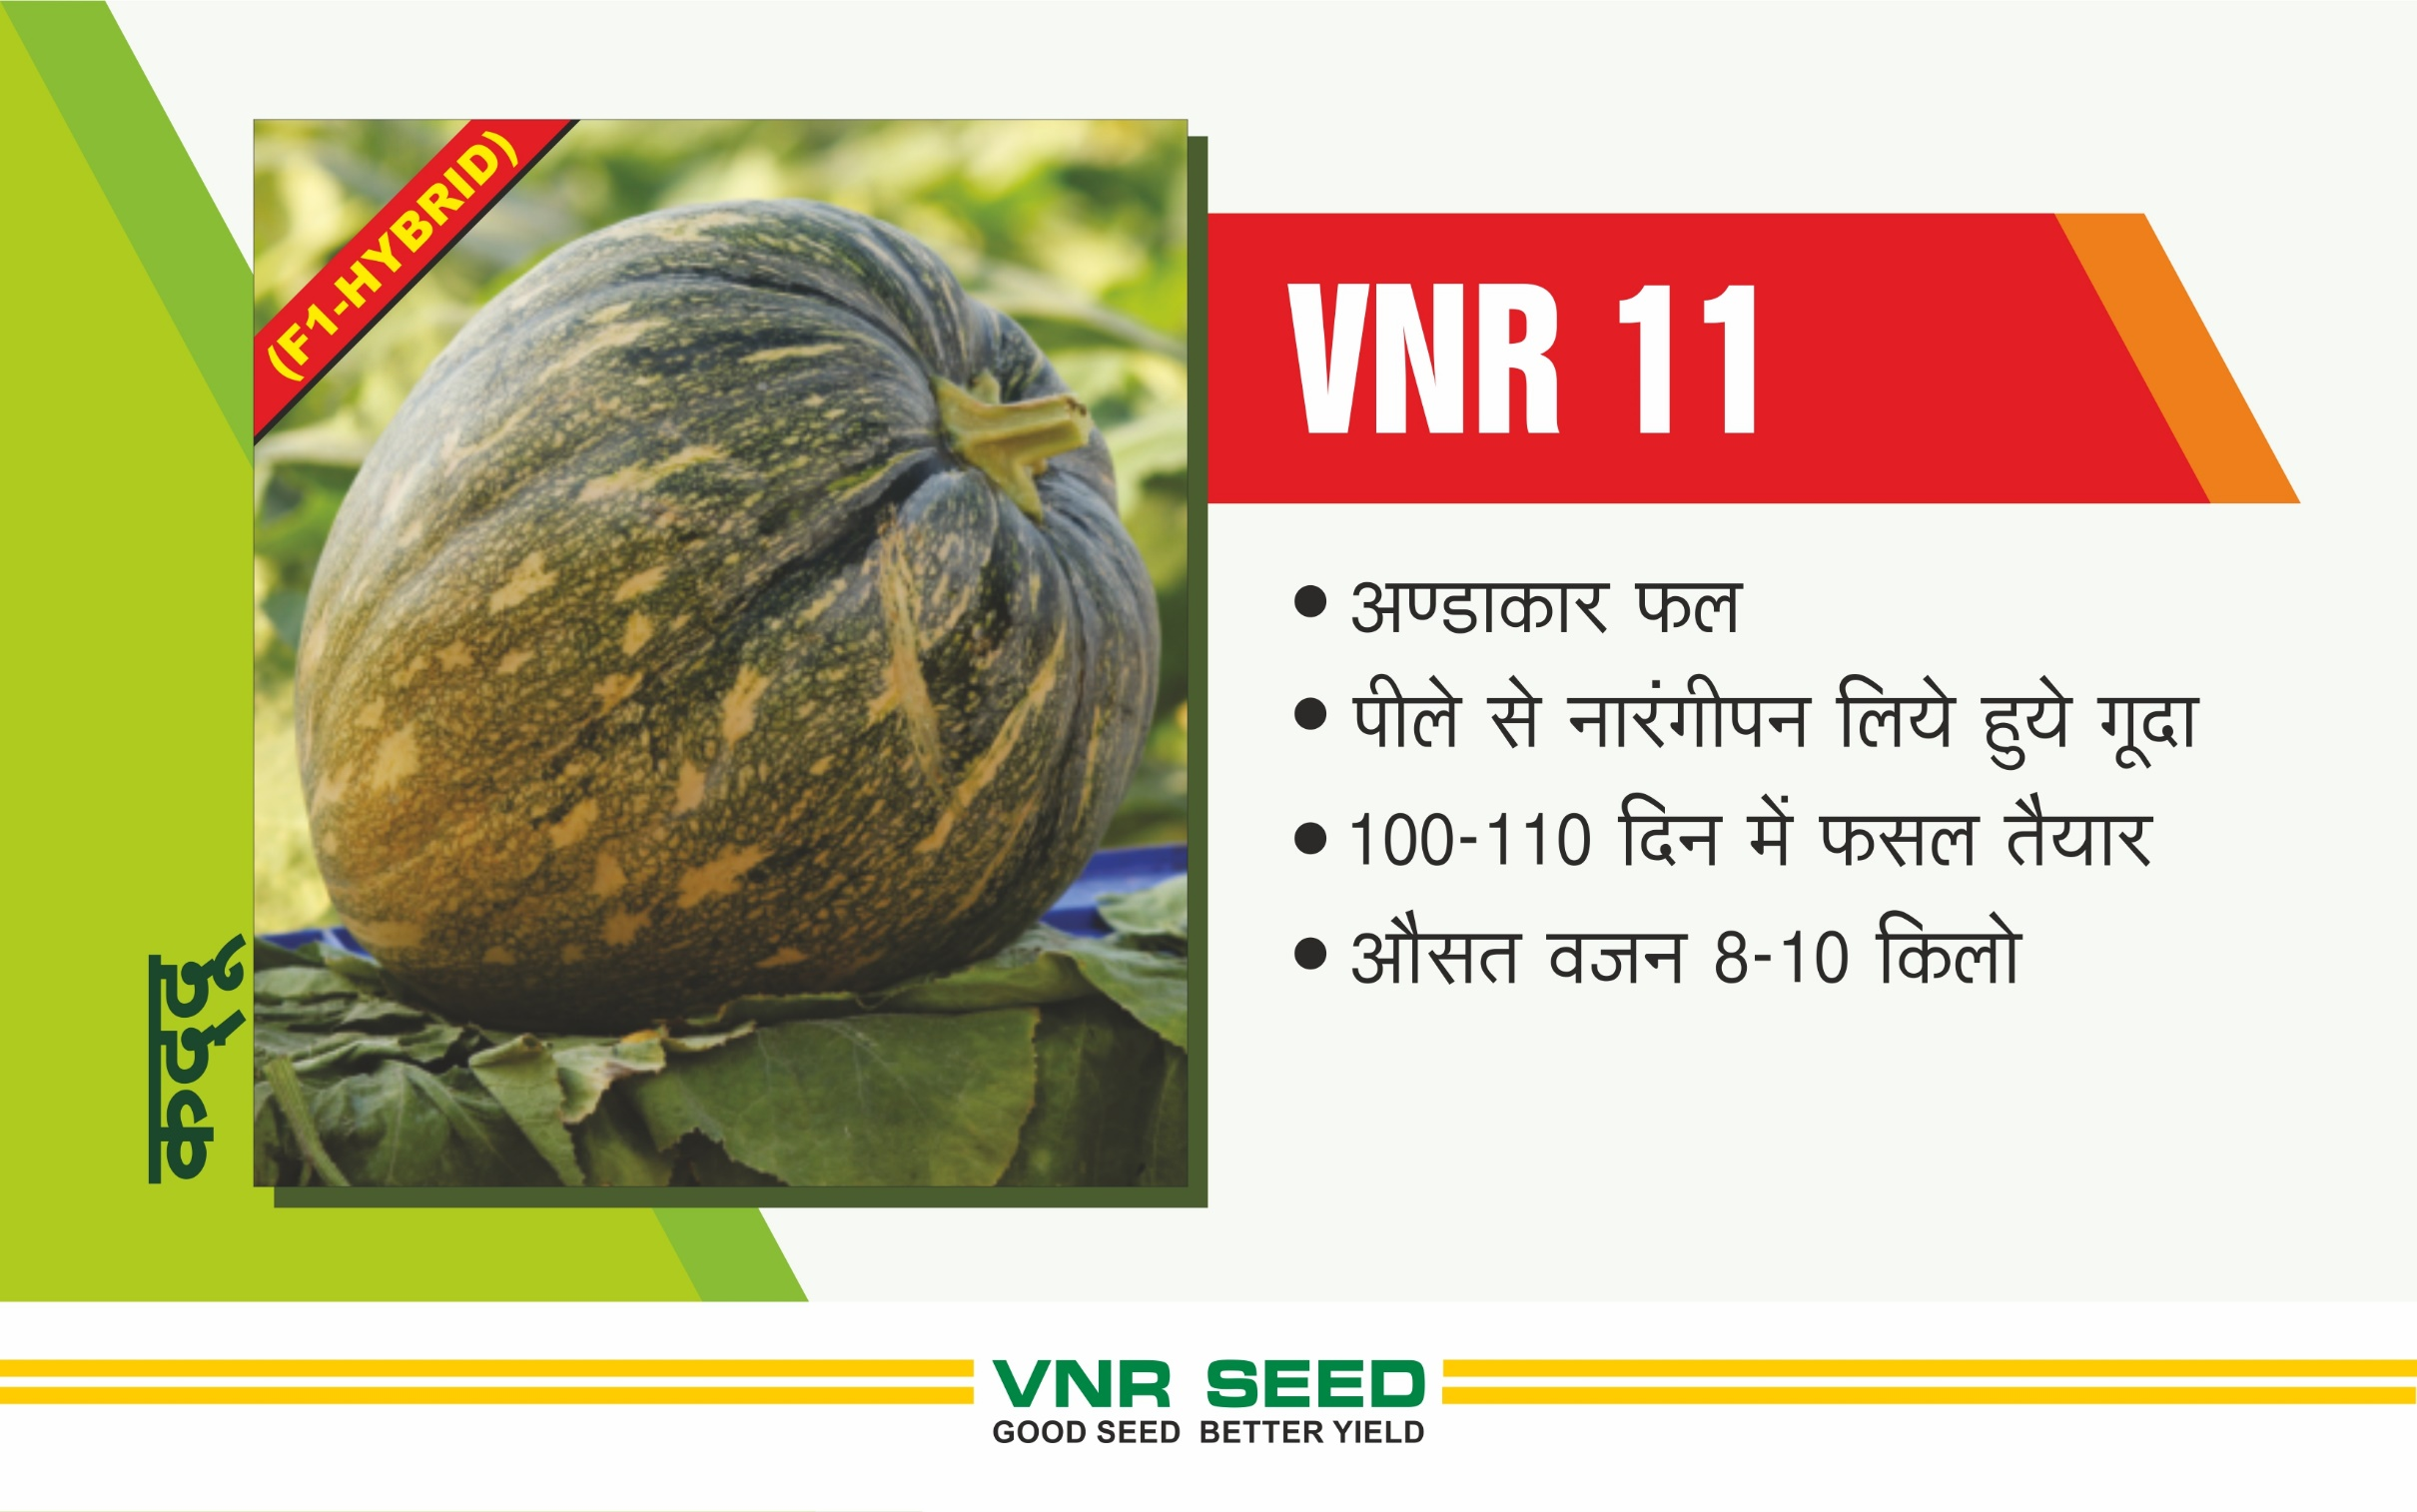 (F1-HYBRID)
VNR 11
• अण्डाकार फल
• पीले से नारंगीपन लिये हुये गूदा
• 100-110 दिन में फसल तैयार
• औसत वजन 8-10 किलो
कद्दू
VNR SEED
GOOD SEED BETTER YIELD